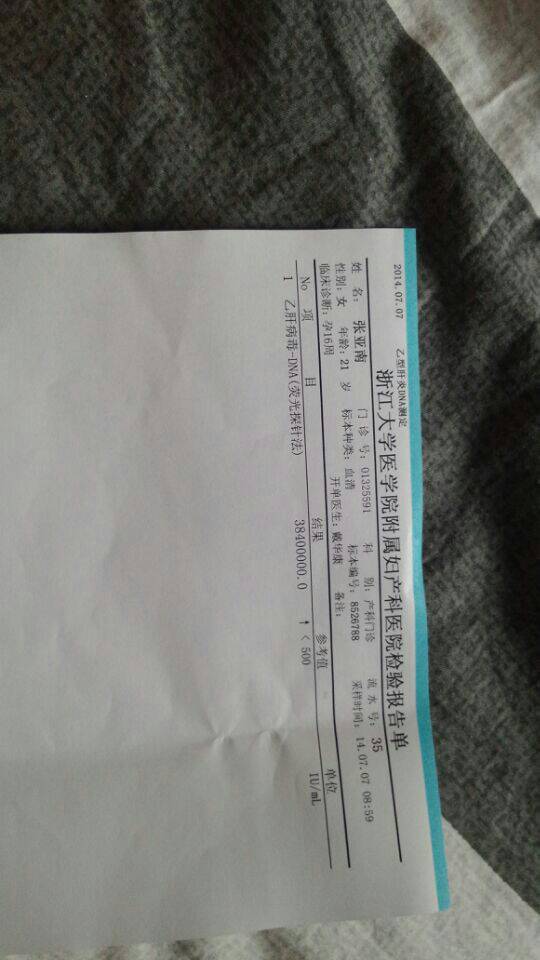 2014.07.07 乙型肝炎DNA测定
浙江大学医学院附属妇产科医院检验报告单
姓 名: 张亚南 门 诊 号: 01325591 科 别: 产科门诊 流 水 号: 35
性别: 女 年龄: 21 岁 标本种类: 血清 标本编号: 8526788 采样时间: 14.07.07 08:59
临床诊断: 孕16周 开单医生: 戴华康 备注:
No 项 目 结果 参考值 单位
1 乙肝病毒-DNA(荧光探针法) 38400000.0 ↑ < 500 IU/mL